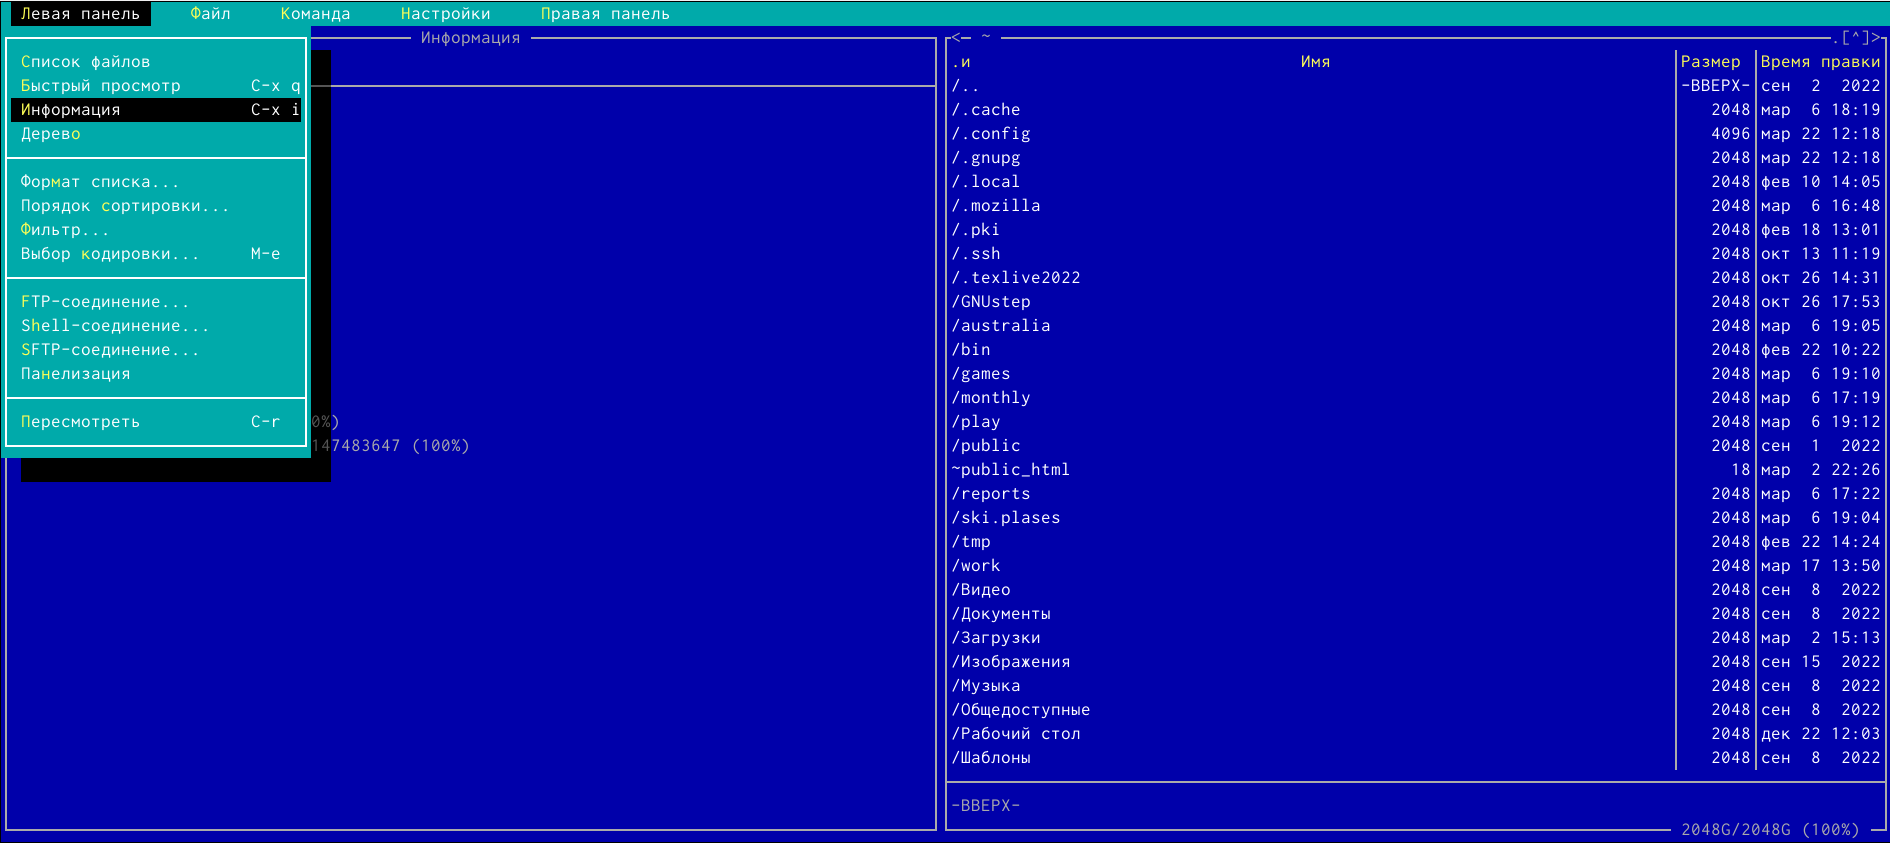 Левая панель Файл Команда Настройки Правая панель
Информация
Список файлов
Быстрый просмотр C-x q
Информация C-x i
Дерево
Формат списка...
Порядок сортировки...
Фильтр...
Выбор кодировки... M-e
FTP-соединение...
Shell-соединение...
SFTP-соединение...
Панелизация
Пересмотреть C-r
0%)
147483647 (100%)
<- ~ .[^]>
.и Имя Размер Время правки
/.. -ВВЕРХ- сен 2 2022
/.cache 2048 мар 6 18:19
/.config 4096 мар 22 12:18
/.gnupg 2048 мар 22 12:18
/.local 2048 фев 10 14:05
/.mozilla 2048 мар 6 16:48
/.pki 2048 фев 18 13:01
/.ssh 2048 окт 13 11:19
/.texlive2022 2048 окт 26 14:31
/GNUstep 2048 окт 26 17:53
/australia 2048 мар 6 19:05
/bin 2048 фев 22 10:22
/games 2048 мар 6 19:10
/monthly 2048 мар 6 17:19
/play 2048 мар 6 19:12
/public 2048 сен 1 2022
~public_html 18 мар 2 22:26
/reports 2048 мар 6 17:22
/ski.plases 2048 мар 6 19:04
/tmp 2048 фев 22 14:24
/work 2048 мар 17 13:50
/Видео 2048 сен 8 2022
/Документы 2048 сен 8 2022
/Загрузки 2048 мар 2 15:13
/Изображения 2048 сен 15 2022
/Музыка 2048 сен 8 2022
/Общедоступные 2048 сен 8 2022
/Рабочий стол 2048 дек 22 12:03
/Шаблоны 2048 сен 8 2022
-ВВЕРХ-
2048G/2048G (100%)